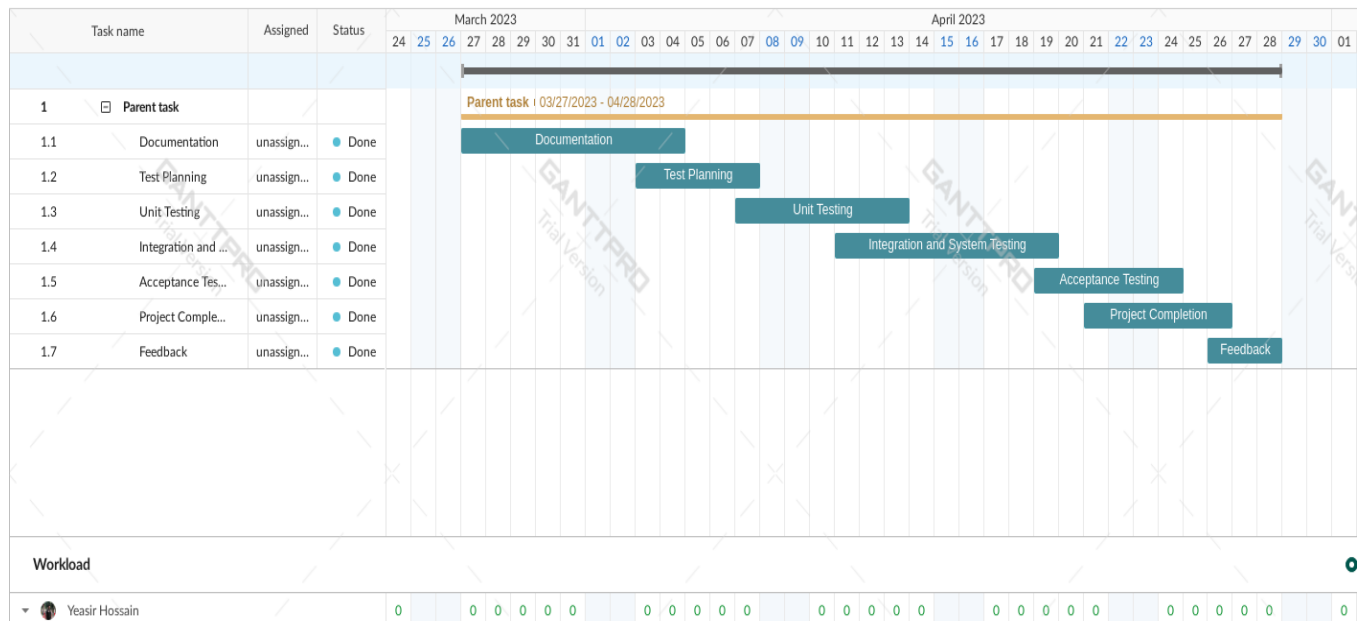 March 2023 April 2023
Task name Assigned Status
24 25 26 27 28 29 30 31 01 02 03 04 05 06 07 08 09 10 11 12 13 14 15 16 17 18 19 20 21 22 23 24 25 26 27 28 29 30 01
1 Parent task Parent task 03/27/2023 - 04/28/2023
1.1 Documentation unassign... Done Documentation
1.2 Test Planning unassign... Done Test Planning
1.3 Unit Testing unassign... Done Unit Testing
1.4 Integration and ... unassign... Done Integration and System Testing
1.5 Acceptance Tes... unassign... Done Acceptance Testing
1.6 Project Comple... unassign... Done Project Completion
1.7 Feedback unassign... Done Feedback
GANTTPRO
Trial Version
GANTTPRO
Trial Version
GANTTPRO
Trial Version
Workload
Yeasir Hossain 0 0 0 0 0 0 0 0 0 0 0 0 0 0 0 0 0 0 0 0 0 0 0 0 0 0 0